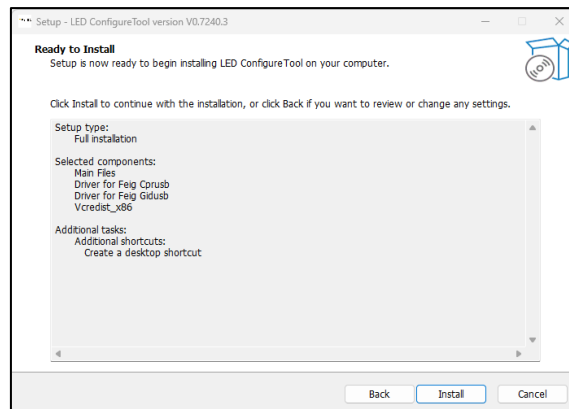 Setup - LED ConfigureTool version V0.7240.3
Ready to Install
Setup is now ready to begin installing LED ConfigureTool on your computer.
Click Install to continue with the installation, or click Back if you want to review or change any settings.
Setup type:
Full installation
Selected components:
Main Files
Driver for Feig Cprusb
Driver for Feig Gidusb
Vcredist_x86
Additional tasks:
Additional shortcuts:
Create a desktop shortcut
Back
Install
Cancel